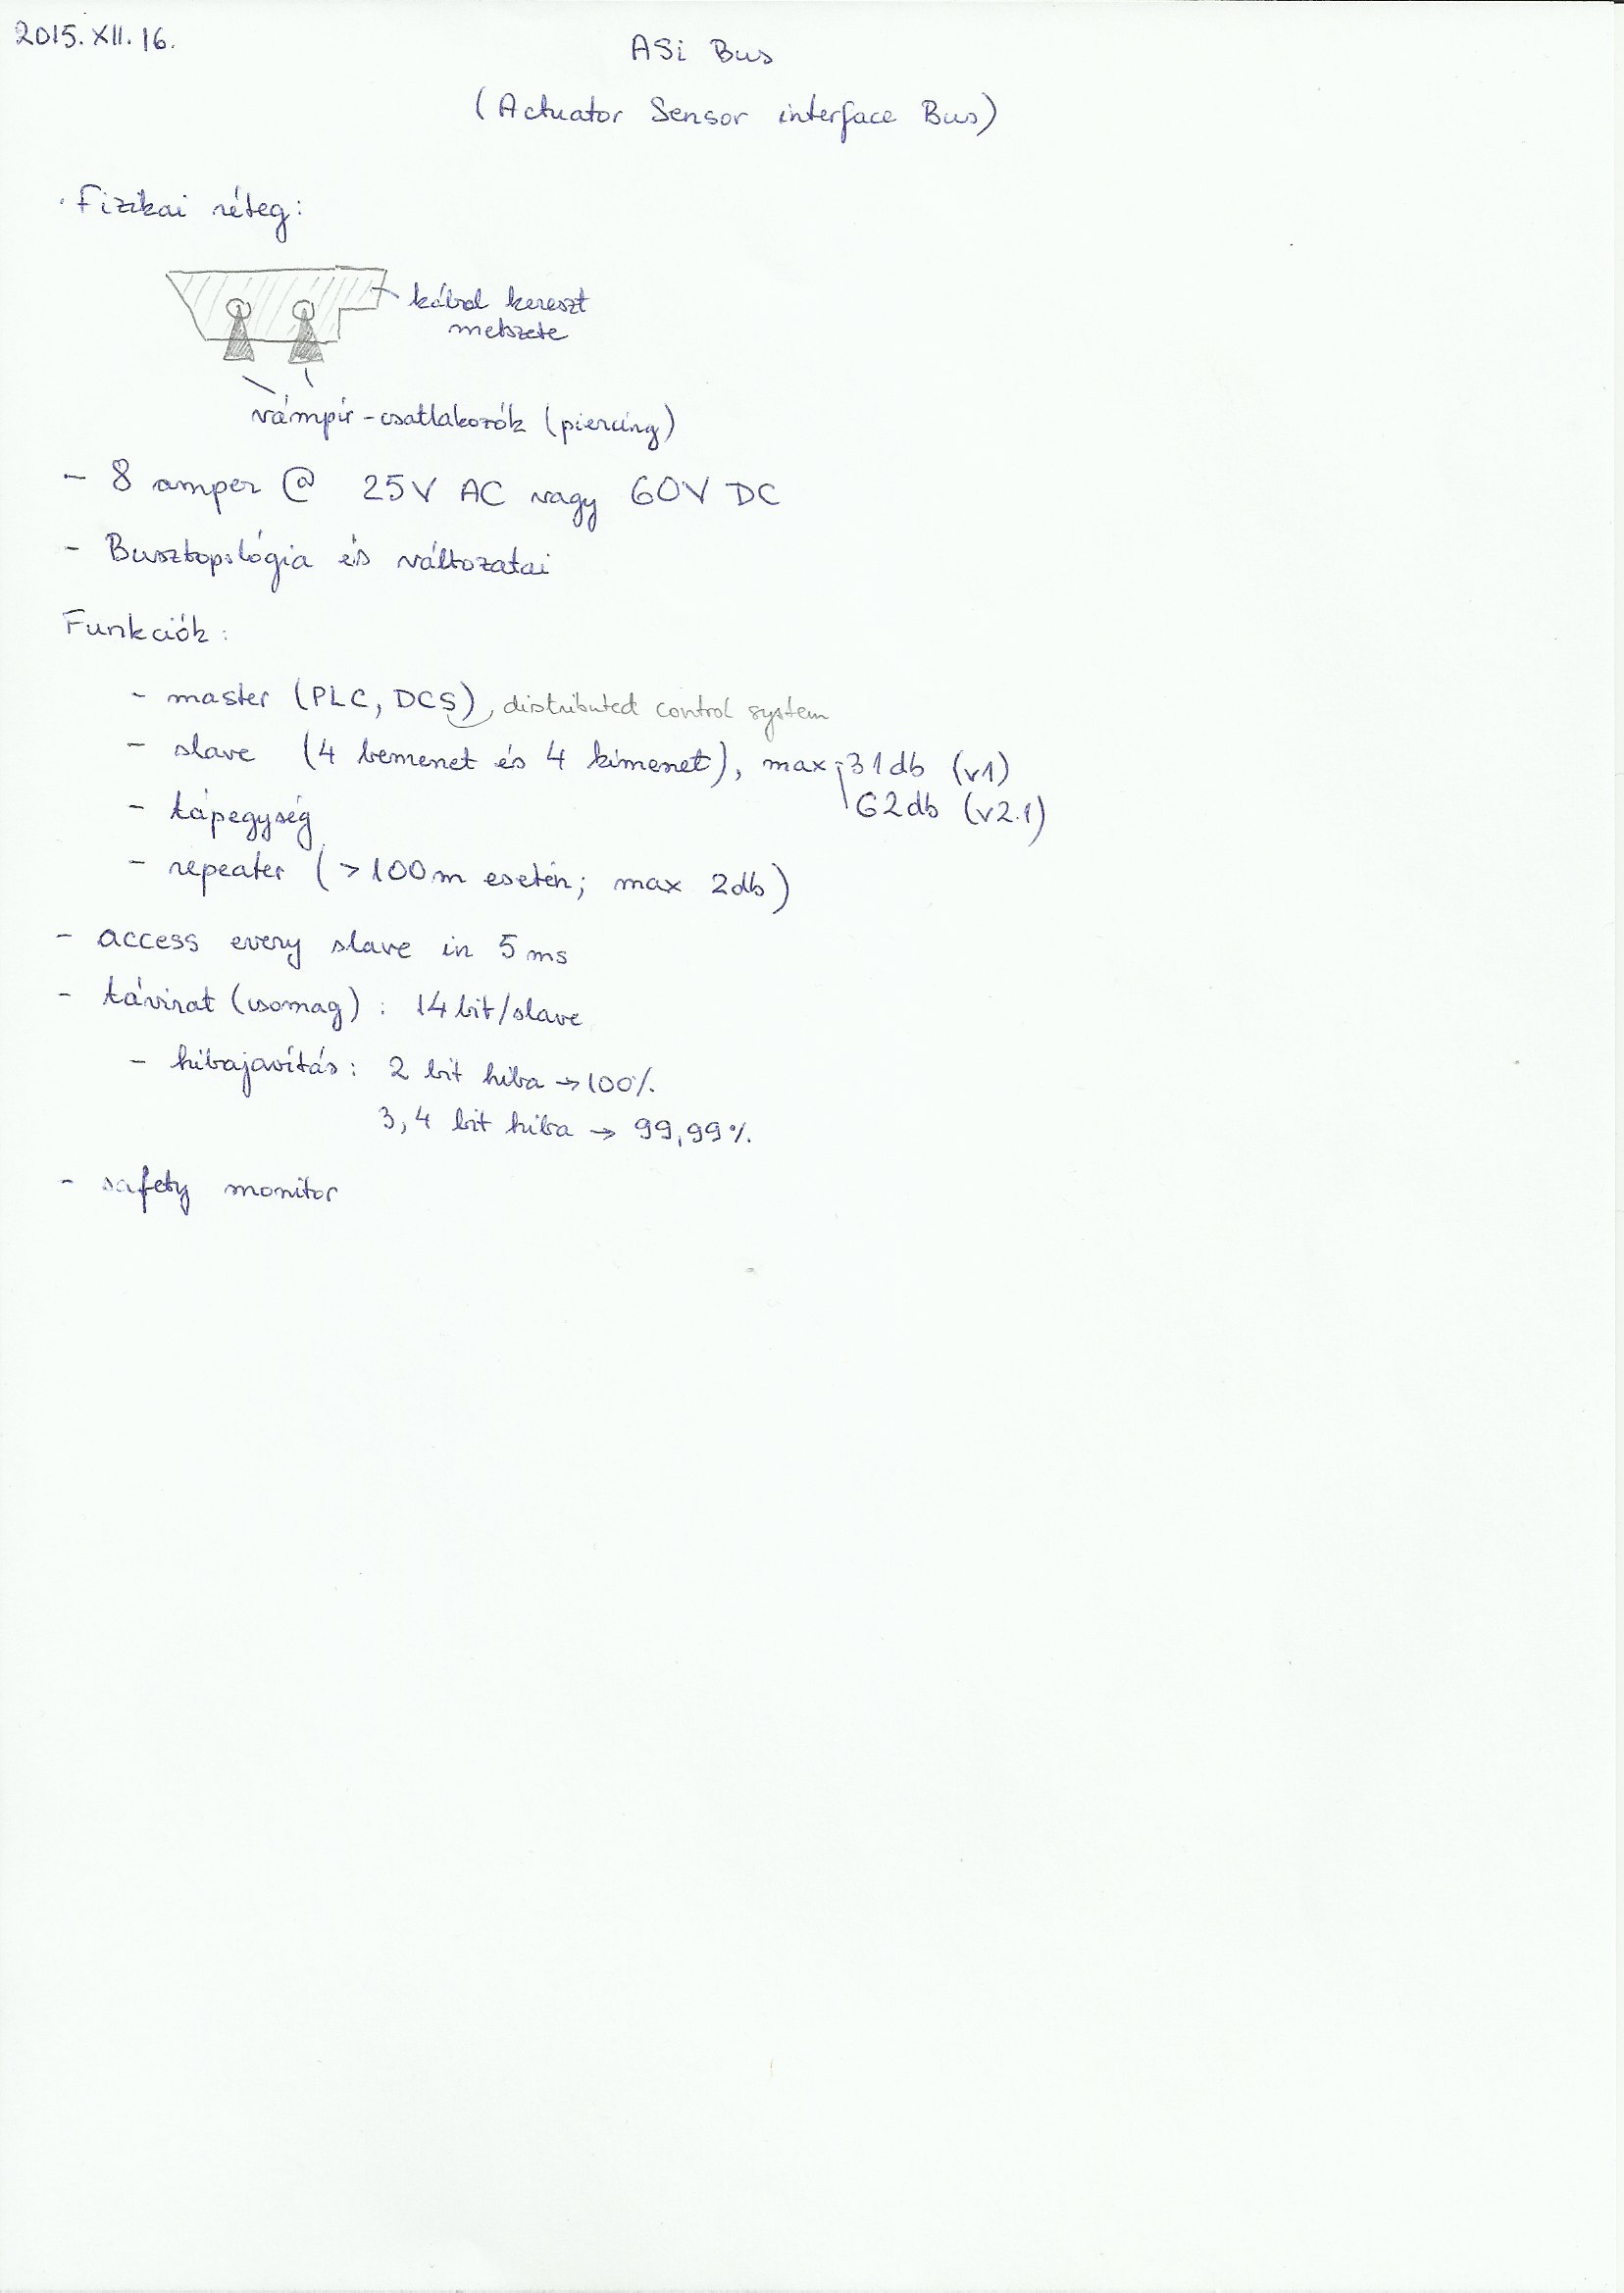 2015. XII. 16.
ASi Bus
(Actuator Sensor interface Bus)
· Fizikai réteg:
kábel kereszt
metszete
vámpír-csatlakozók (piercing)
- 8 amper @ 25V AC vagy 60V DC
- Busztopológia és változatai
Funkciók:
- master (PLC, DCS) distributed control system
- slave (4 bemenet és 4 kimenet), max 31db (v1)
62db (v2.1)
- tápegység
- repeater (>100m esetén; max 2db)
- access every slave in 5ms
- távirat (csomag): 14 bit/slave
- hibajavítás: 2 bit hiba → 100%
3,4 bit hiba → 99,99%
- safety monitor